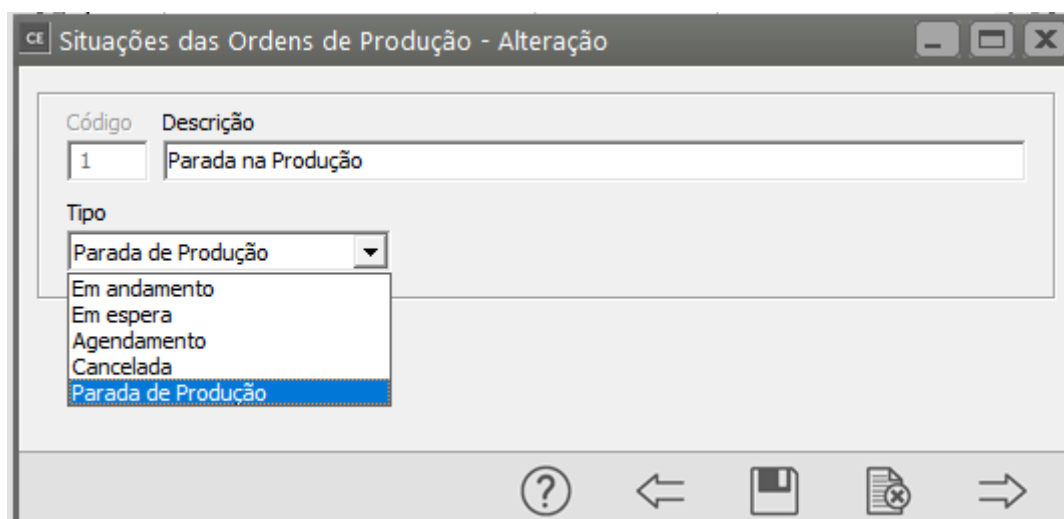 CE Situações das Ordens de Produção - Alteração
Código Descrição
1 Parada na Produção
Tipo
Parada de Produção
Em andamento
Em espera
Agendamento
Cancelada
Parada de Produção